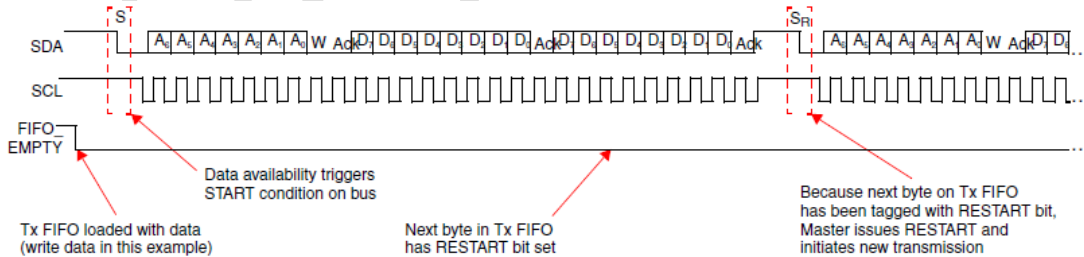 S SR
SDA A6 A5 A4 A3 A2 A1 A0 W Ack D7 D6 D5 D4 D3 D2 D1 D0 Ack D7 D6 D5 D4 D3 D2 D1 D0 Ack A6 A5 A4 A3 A2 A1 A0 W Ack D7 D6 ..
SCL ..
FIFO_
EMPTY ..
Data availability triggers
START condition on bus
Tx FIFO loaded with data
(write data in this example)
Next byte in Tx FIFO
has RESTART bit set
Because next byte on Tx FIFO
has been tagged with RESTART bit,
Master issues RESTART and
initiates new transmission